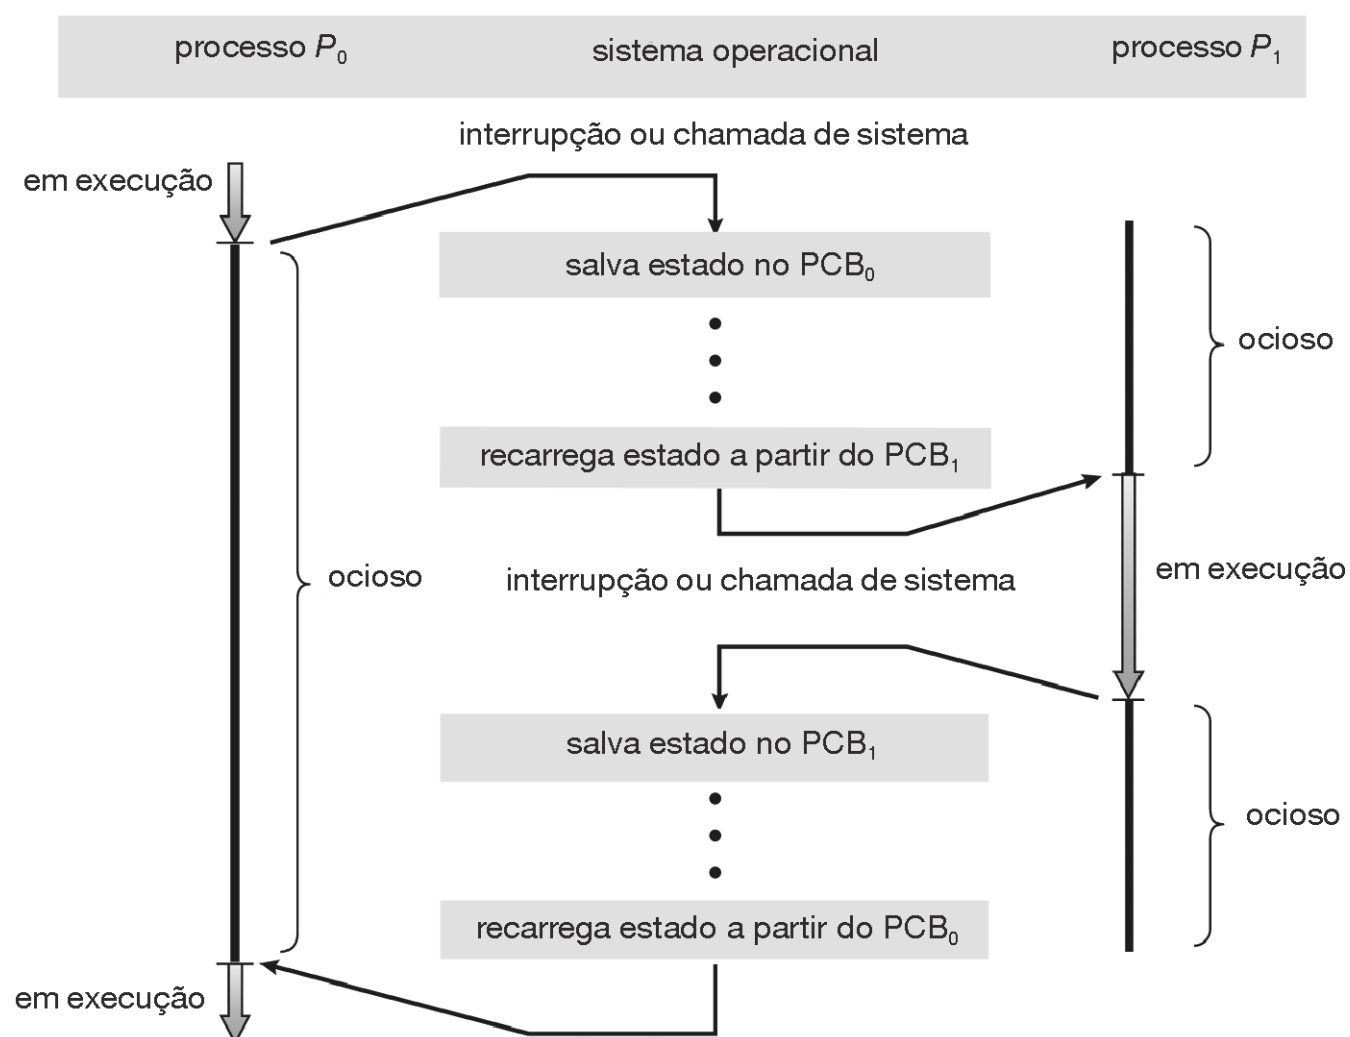 processo P₀ sistema operacional processo P₁
interrupção ou chamada de sistema
em execução
salva estado no PCB₀
ocioso
recarrega estado a partir do PCB₁
ocioso
interrupção ou chamada de sistema
em execução
salva estado no PCB₁
ocioso
recarrega estado a partir do PCB₀
em execução